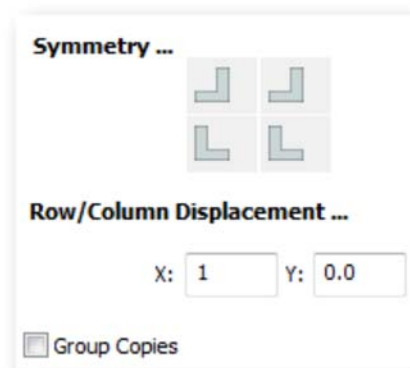 Symmetry ...
Row/Column Displacement ...
X: 1 Y: 0.0
Group Copies